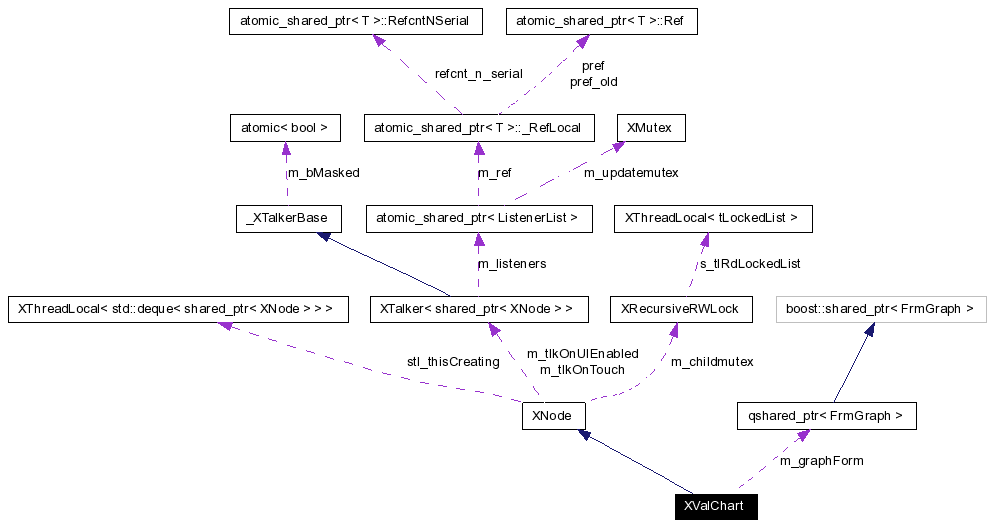 atomic_shared_ptr< T >::RefcntNSerial
atomic_shared_ptr< T >::Ref
refcnt_n_serial
pref
pref_old
atomic< bool >
atomic_shared_ptr< T >::_RefLocal
XMutex
m_bMasked
m_ref
m_updatemutex
_XTalkerBase
atomic_shared_ptr< ListenerList >
XThreadLocal< tLockedList >
m_listeners
s_tlRdLockedList
XThreadLocal< std::deque< shared_ptr< XNode > > >
XTalker< shared_ptr< XNode > >
XRecursiveRWLock
boost::shared_ptr< FrmGraph >
stl_thisCreating
m_tlkOnUIEnabled
m_tlkOnTouch
m_childmutex
XNode
qshared_ptr< FrmGraph >
m_graphForm
XValChart